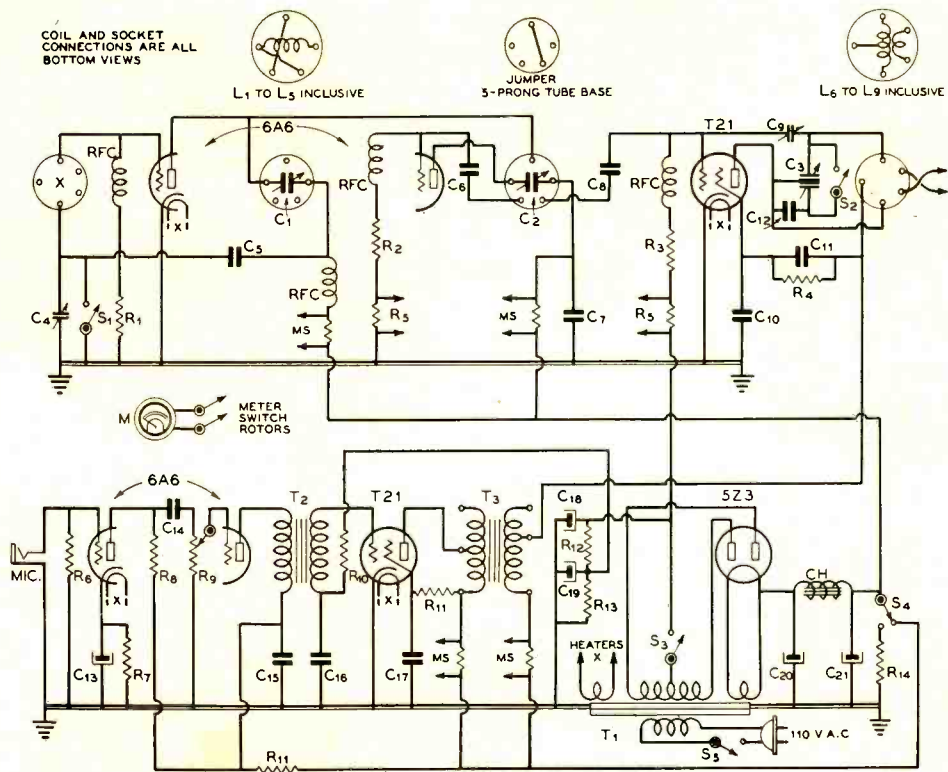 COIL AND SOCKET
CONNECTIONS ARE ALL
BOTTOM VIEWS
L1 TO L5 INCLUSIVE
JUMPER
5-PRONG TUBE BASE
L6 TO L9 INCLUSIVE
6A6
T21
C9
X
RFC
X
C1
RFC
C6
C2
C8
RFC
X
C3
S2
C12
C5
R2
R3
C11
R4
C4
S1
R1
RFC
MS
R5
MS
C7
R5
C10
M
METER
SWITCH
ROTORS
6A6
T2
T21
T3
C18
5Z3
C14
R12
MIC.
R6
X
R8
R9
R10
X
C19
R13
CH
S4
R11
HEATERS
X
S3
C13
R7
C15
C16
C17
MS
MS
C20
C21
R14
T1
110 V A.C
S5
R11